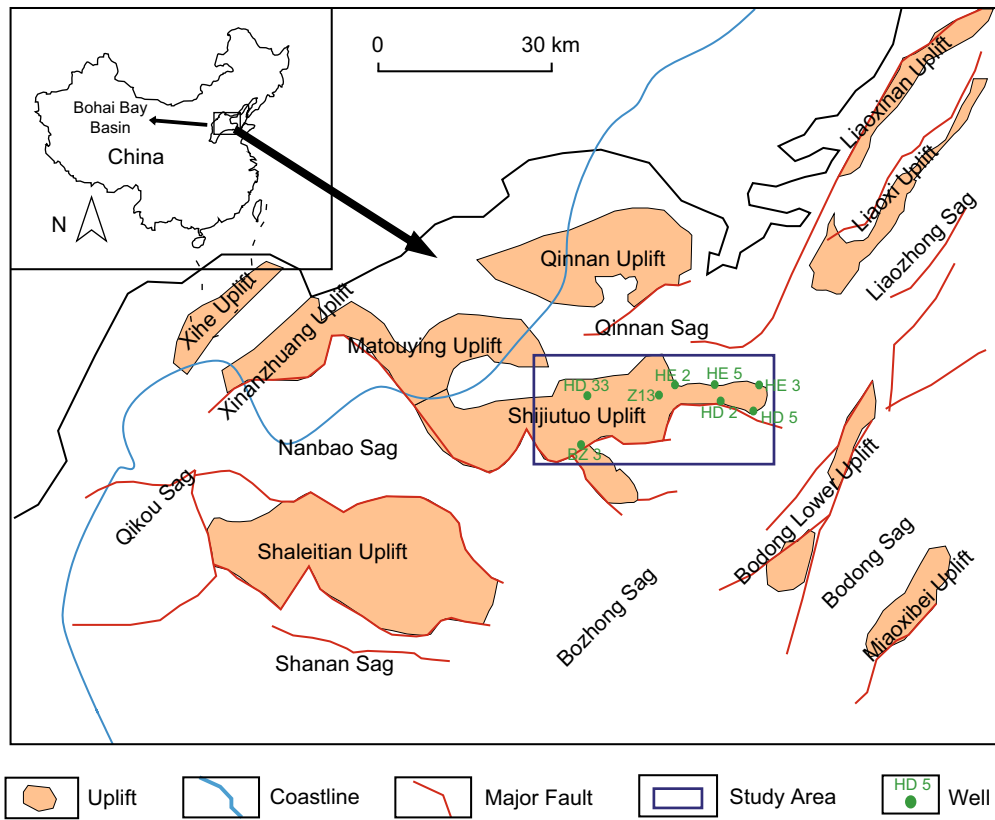 0 30 km
Bohai Bay
Basin
China
N
Liaoxinan Uplift
Liaoxi Uplift
Liaozhong Sag
Qinnan Uplift
Xihe Uplift
Xinanzhuang Uplift
Qinnan Sag
Matouying Uplift
HE 2
HE 5
HE 3
HD 33
Z13
Shijiutuo Uplift
HD 2
HD 5
Nanbao Sag
BZ 3
Qikou Sag
Bodong Lower Uplift
Shaleitian Uplift
Bodong Sag
Bozhong Sag
Miaoxibei Uplift
Shanan Sag
Uplift
Coastline
Major Fault
Study Area
HD 5
Well